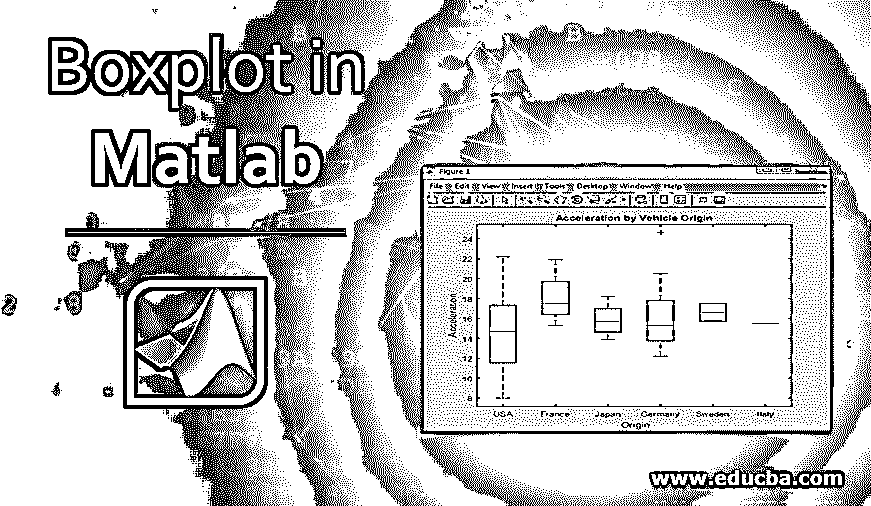 Boxplot in
Matlab
Figure 1
File Edit View Insert Tools Desktop Window Help
Acceleration by Vehicle Origin
24
22
20
18
16
14
12
10
8
Acceleration
USA France Japan Germany Sweden Italy
Origin
www.educba.com